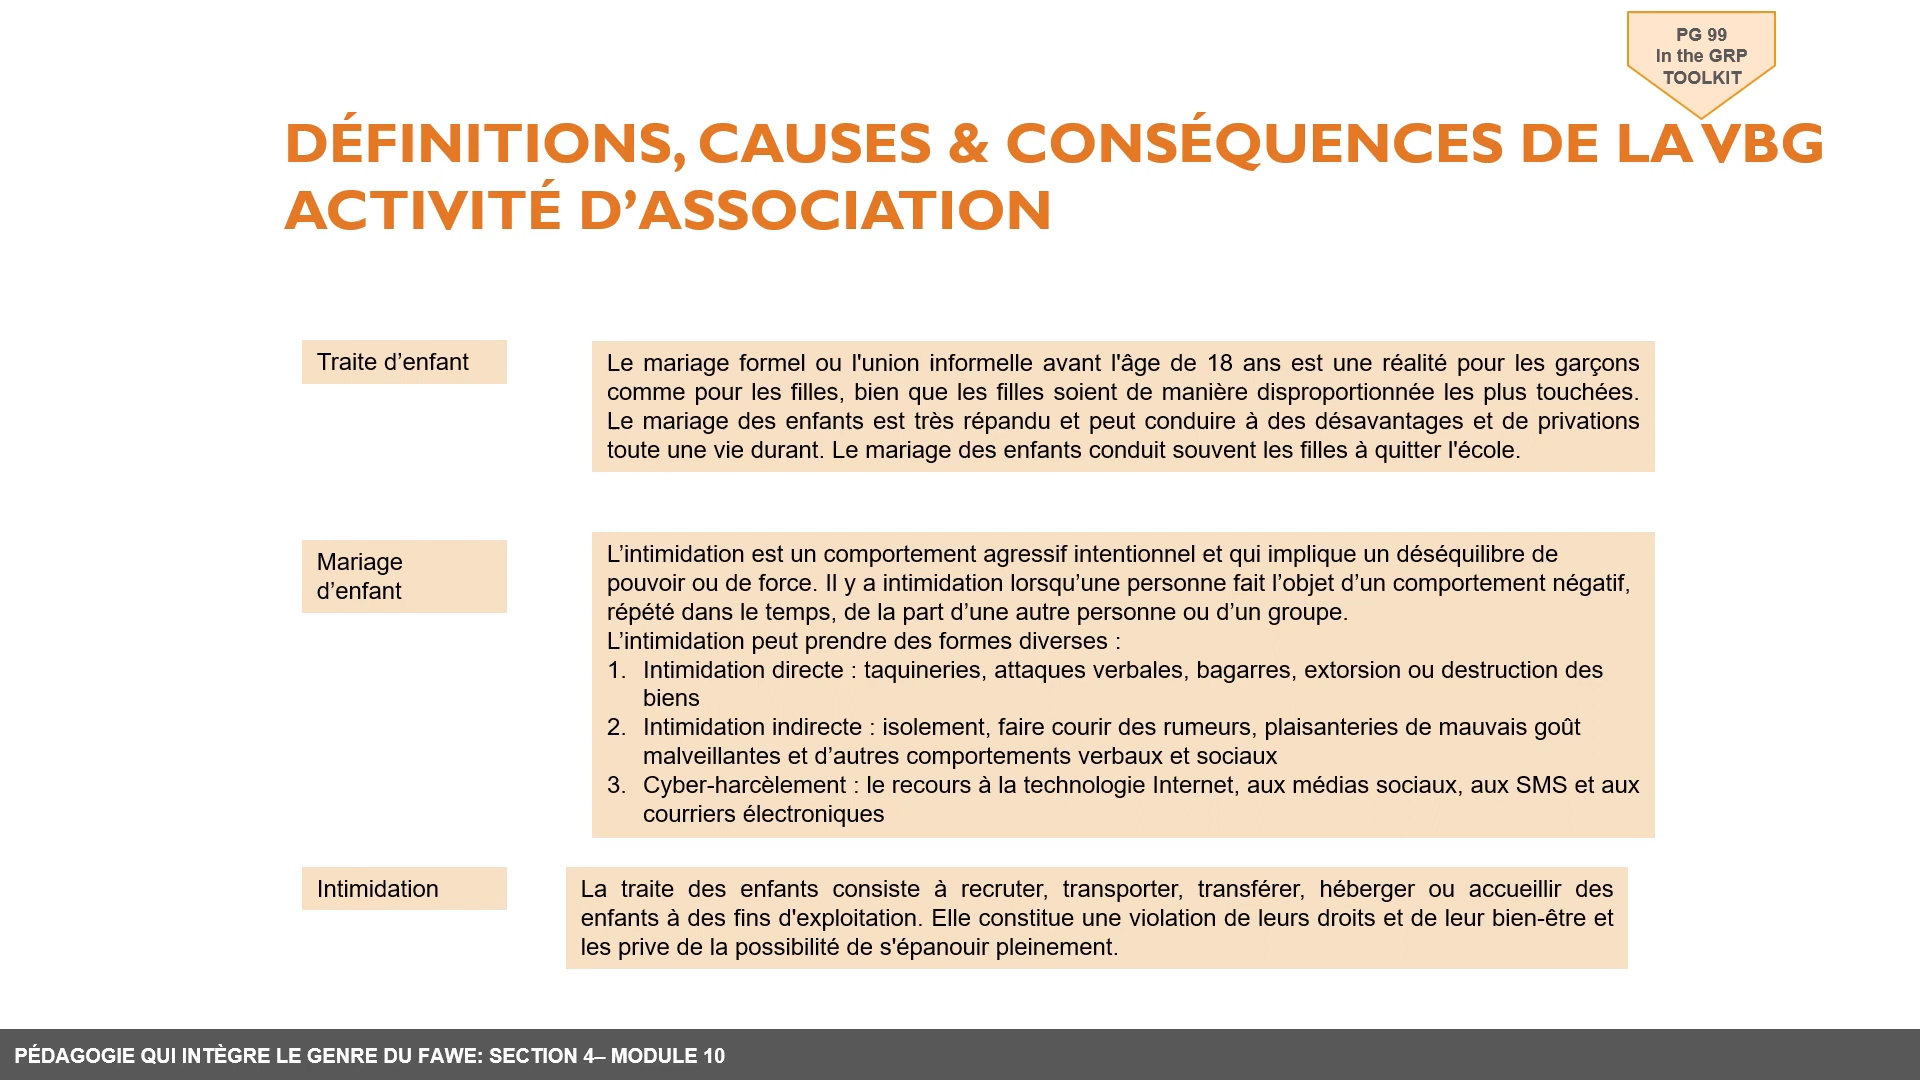 PG 99
In the GRP
TOOLKIT
DÉFINITIONS, CAUSES & CONSÉQUENCES DE LA VBG
ACTIVITÉ D’ASSOCIATION
Traite d’enfant
Le mariage formel ou l'union informelle avant l'âge de 18 ans est une réalité pour les garçons
comme pour les filles, bien que les filles soient de manière disproportionnée les plus touchées.
Le mariage des enfants est très répandu et peut conduire à des désavantages et de privations
toute une vie durant. Le mariage des enfants conduit souvent les filles à quitter l'école.
Mariage
d’enfant
L’intimidation est un comportement agressif intentionnel et qui implique un déséquilibre de
pouvoir ou de force. Il y a intimidation lorsqu’une personne fait l’objet d’un comportement négatif,
répété dans le temps, de la part d’une autre personne ou d’un groupe.
L’intimidation peut prendre des formes diverses :
1. Intimidation directe : taquineries, attaques verbales, bagarres, extorsion ou destruction des
biens
2. Intimidation indirecte : isolement, faire courir des rumeurs, plaisanteries de mauvais goût
malveillantes et d’autres comportements verbaux et sociaux
3. Cyber-harcèlement : le recours à la technologie Internet, aux médias sociaux, aux SMS et aux
courriers électroniques
Intimidation
La traite des enfants consiste à recruter, transporter, transférer, héberger ou accueillir des
enfants à des fins d'exploitation. Elle constitue une violation de leurs droits et de leur bien-être et
les prive de la possibilité de s'épanouir pleinement.
PÉDAGOGIE QUI INTÈGRE LE GENRE DU FAWE: SECTION 4– MODULE 10